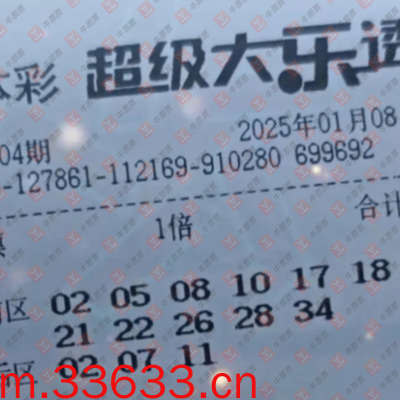 体彩 超级大乐透
2025年01月08
04期
-127861-112169-910280 699692
1倍 合计
区 02 05 08 10 17 18
21 22 26 28 34
区 02 07 11
m.33633.cn